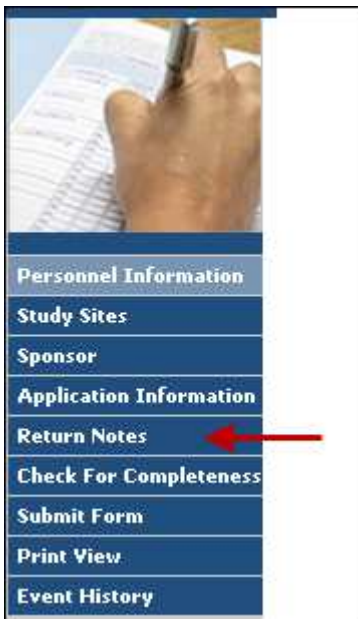 Personnel Information
Study Sites
Sponsor
Application Information
Return Notes
Check For Completeness
Submit Form
Print View
Event History